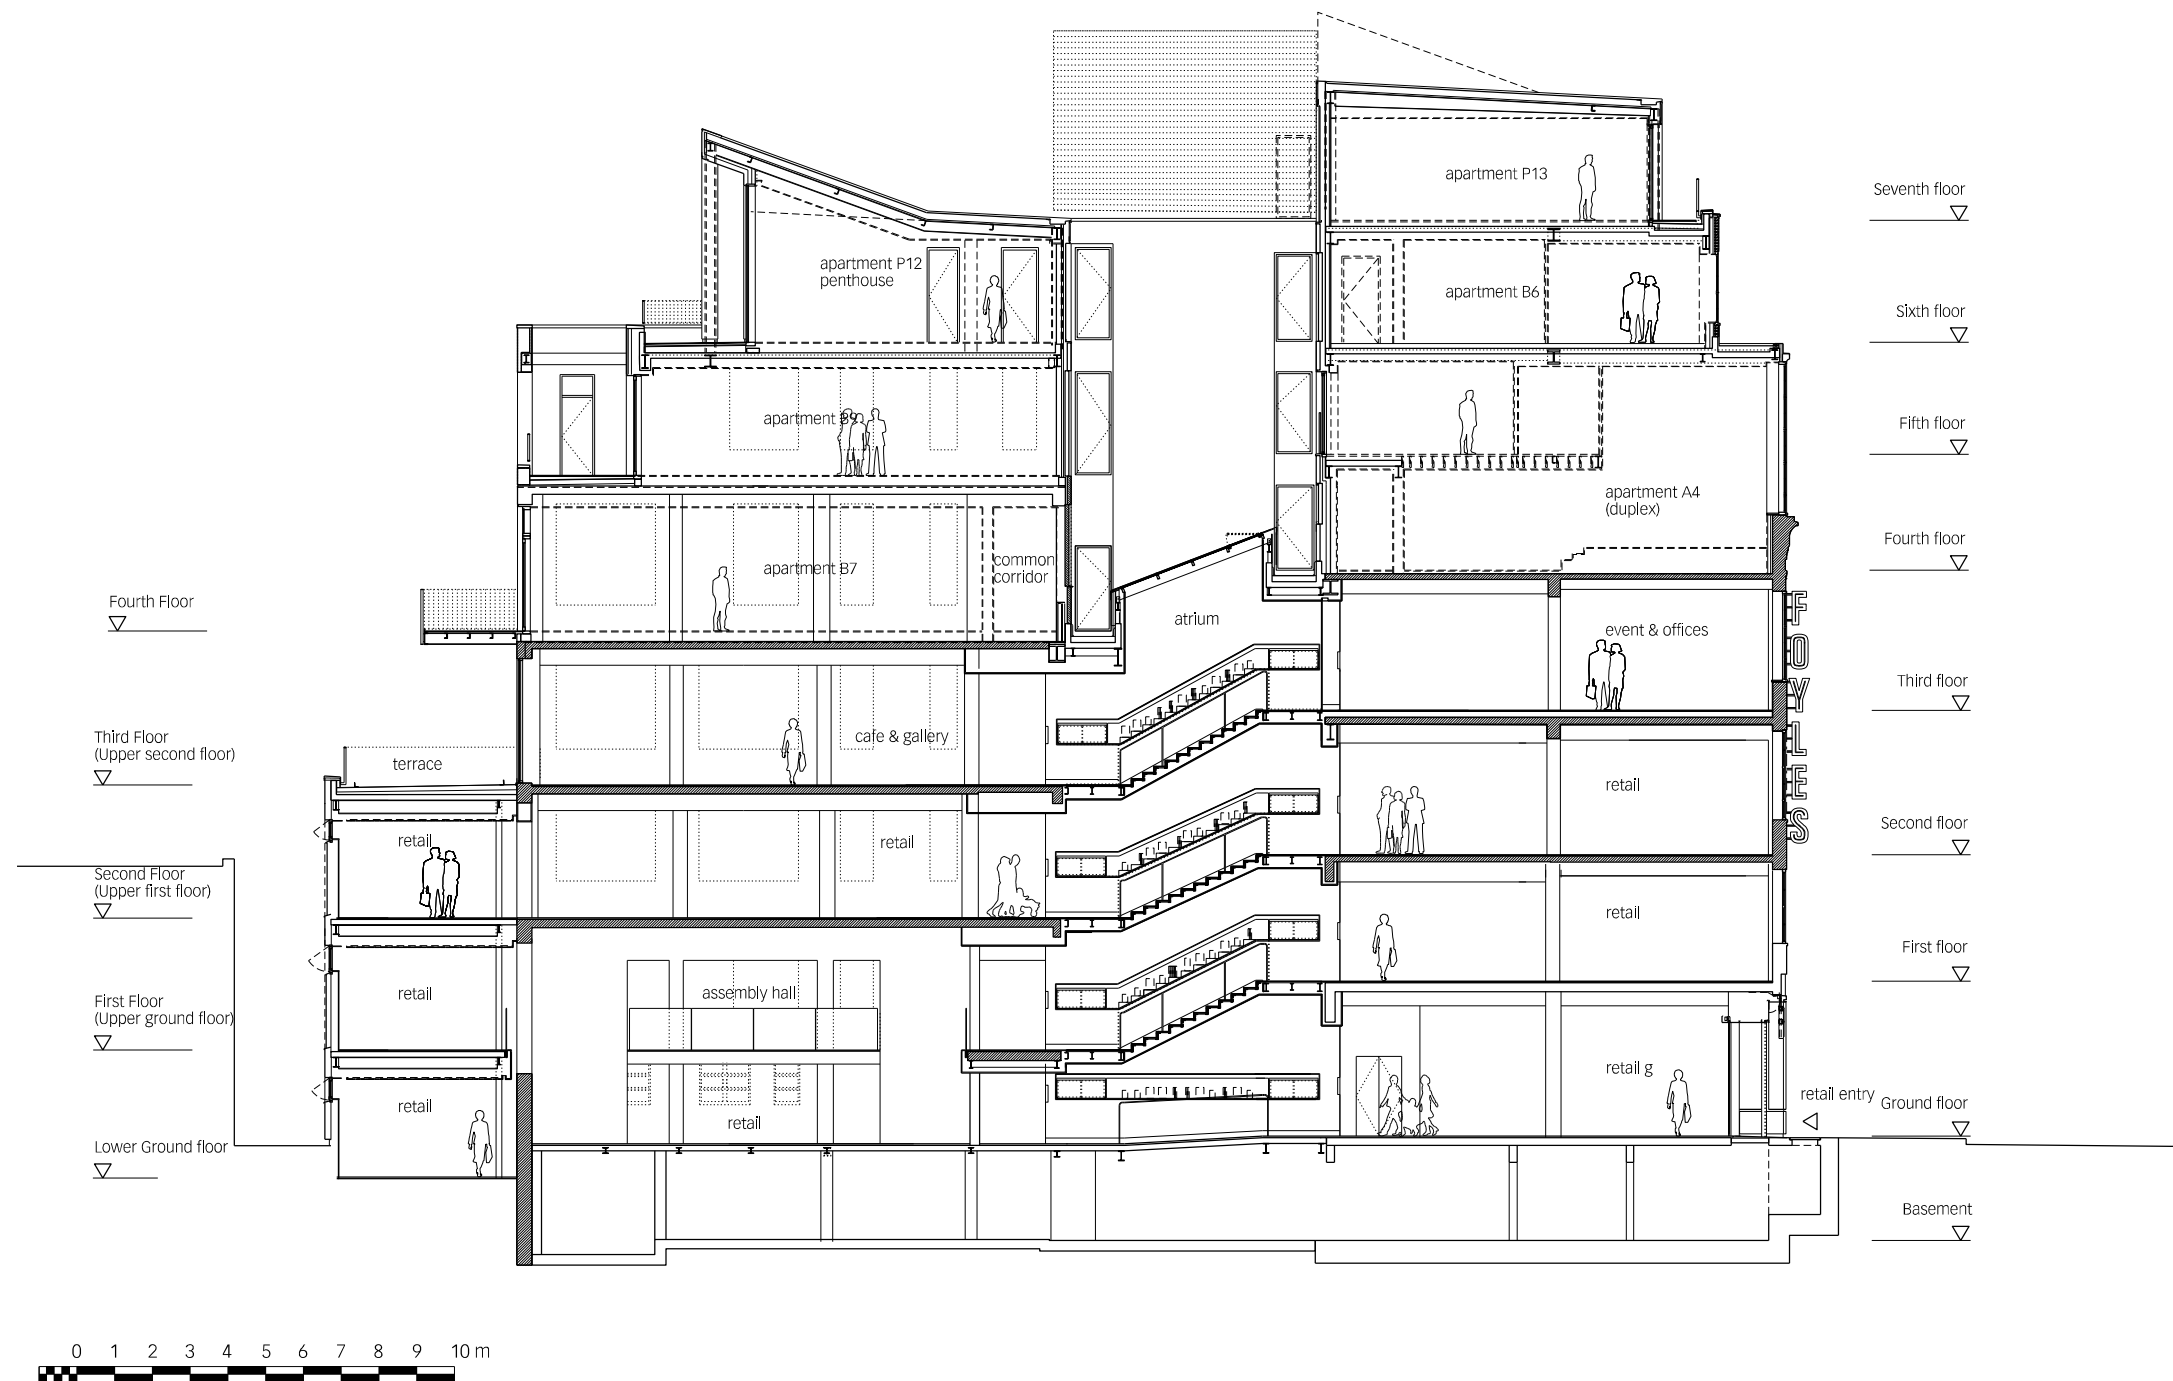 apartment P13
Seventh floor
apartment P12
penthouse
apartment B6
Sixth floor
apartment B9
Fifth floor
apartment A4
(duplex)
common
corridor
apartment B7
Fourth floor
Fourth Floor
atrium
event & offices
FOYLES
Third floor
Third Floor
(Upper second floor)
cafe & gallery
terrace
retail
retail
retail
Second floor
Second Floor
(Upper first floor)
retail
First floor
assembly hall
retail
First Floor
(Upper ground floor)
retail g
retail entry
Ground floor
retail
retail
Lower Ground floor
Basement
0 1 2 3 4 5 6 7 8 9 10 m